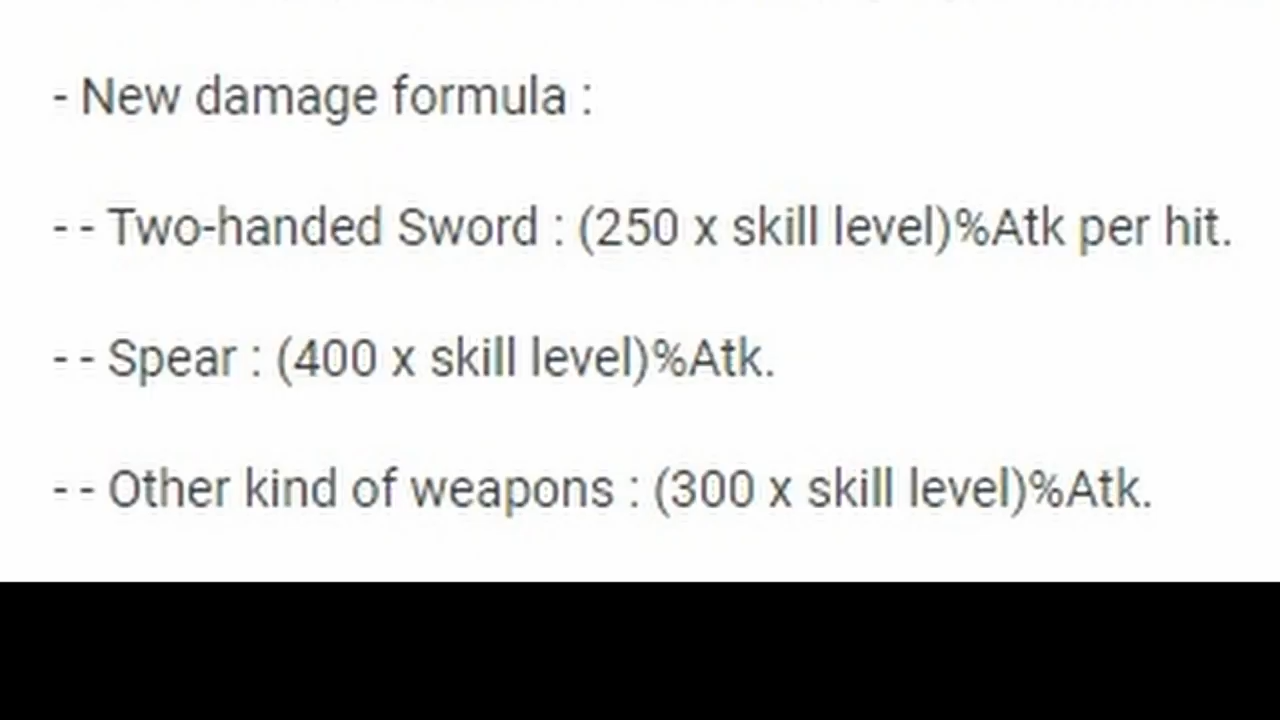 - New damage formula :
- - Two-handed Sword : (250 x skill level)%Atk per hit.
- - Spear : (400 x skill level)%Atk.
- - Other kind of weapons : (300 x skill level)%Atk.